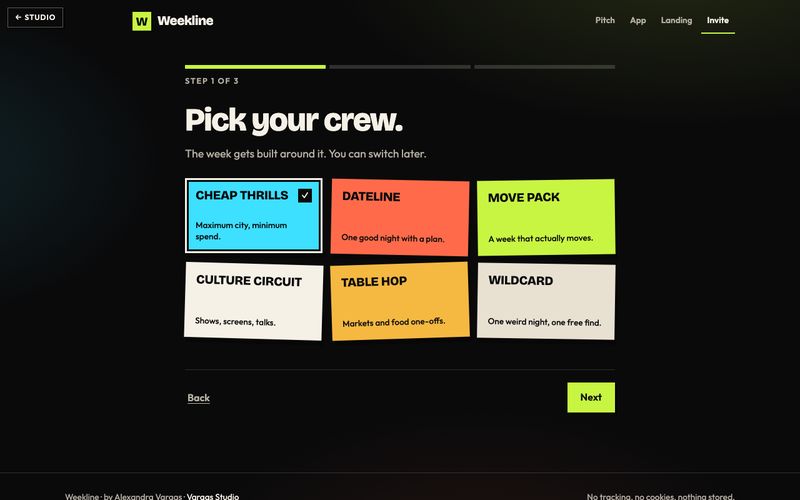 ← STUDIO
W Weekline
Pitch App Landing Invite
STEP 1 OF 3
Pick your crew.
The week gets built around it. You can switch later.
CHEAP THRILLS
Maximum city, minimum
spend.
DATELINE
One good night with a plan.
MOVE PACK
A week that actually moves.
CULTURE CIRCUIT
Shows, screens, talks.
TABLE HOP
Markets and food one-offs.
WILDCARD
One weird night, one free find.
Back
Next
Weekline · by Alexandra Vargas · Vargas Studio
No tracking, no cookies, nothing stored.